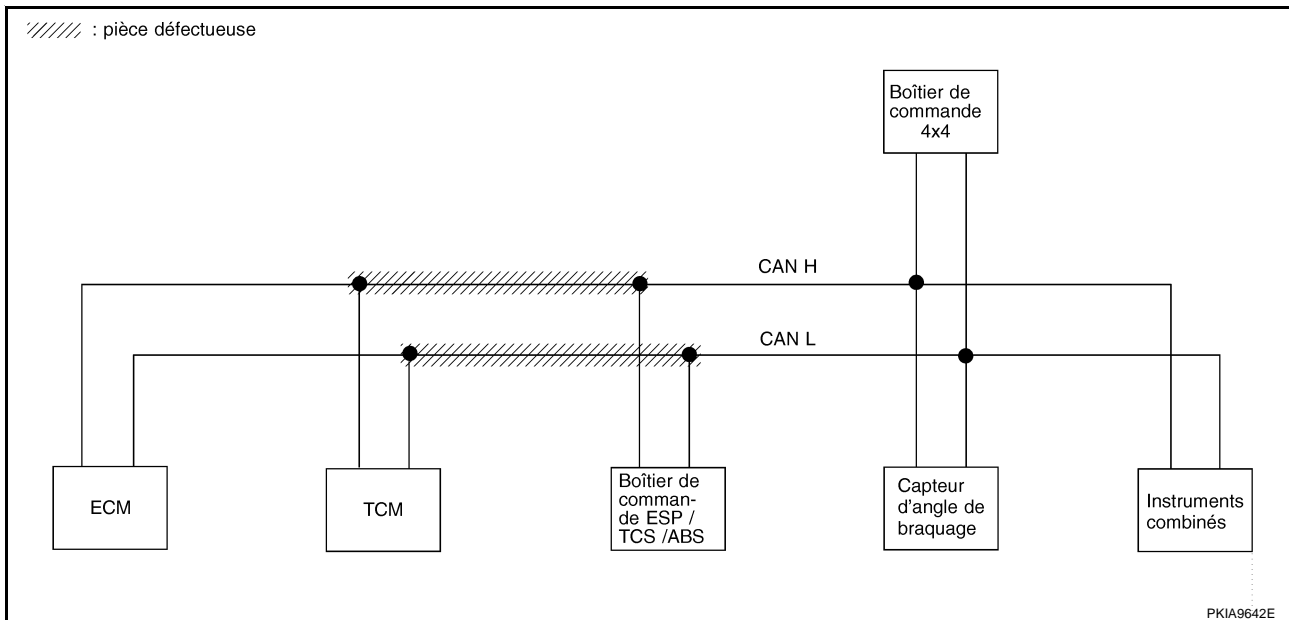 : pièce défectueuse
Boîtier de
commande
4x4
CAN H
CAN L
ECM
TCM
Boîtier de
comman-
de ESP /
TCS /ABS
Capteur
d'angle de
braquage
Instruments
combinés
PKIA9642E